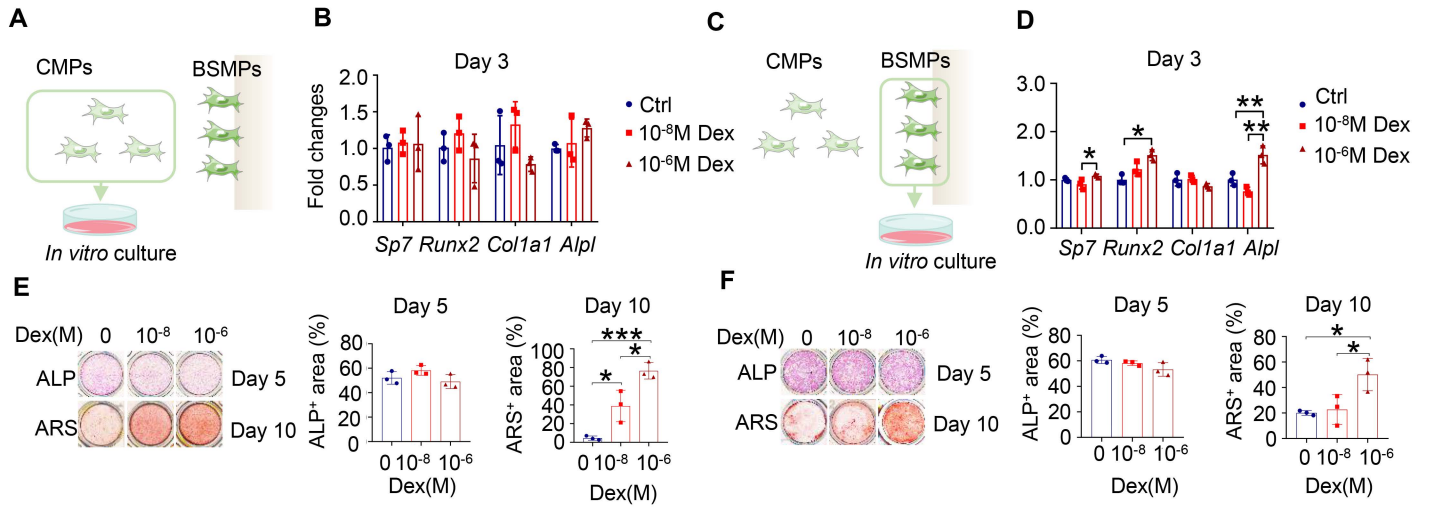 A
CMPs
BSMPs
In vitro culture
B
Day 3
Fold changes
2.0
1.5
1.0
0.5
0.0
Sp7 Runx2 Col1a1 Alpl
Ctrl
10⁻⁸M Dex
10⁻⁶M Dex
C
CMPs
BSMPs
In vitro culture
D
Day 3
3.0
2.0
1.0
0.0
*
*
**
**
Sp7 Runx2 Col1a1 Alpl
Ctrl
10⁻⁸M Dex
10⁻⁶M Dex
E
Dex(M) 0 10⁻⁸ 10⁻⁶
ALP Day 5
ARS Day 10
Day 5
ALP⁺ area (%)
80
60
40
20
0
0 10⁻⁸ 10⁻⁶
Dex(M)
Day 10
ARS⁺ area (%)
100
80
60
40
20
0
***
*
*
0 10⁻⁸ 10⁻⁶
Dex(M)
F
Dex(M) 0 10⁻⁸ 10⁻⁶
ALP Day 5
ARS Day 10
Day 5
ALP⁺ area (%)
80
60
40
20
0
0 10⁻⁸ 10⁻⁶
Dex(M)
Day 10
ARS⁺ area (%)
80
60
40
20
0
*
*
0 10⁻⁸ 10⁻⁶
Dex(M)